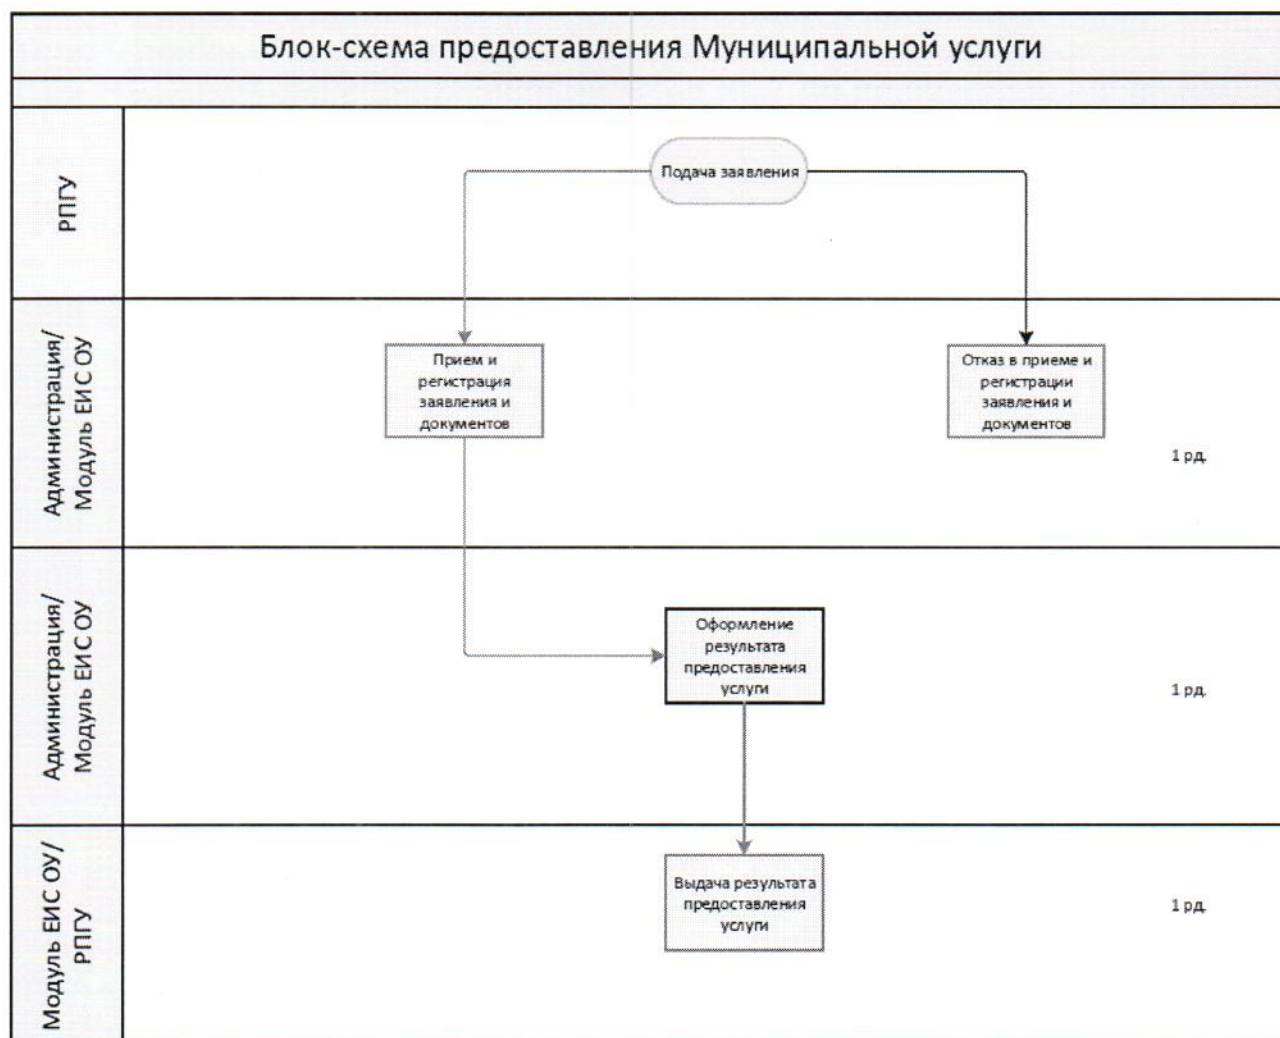 Блок-схема предоставления Муниципальной услуги
РПГУ
Подача заявления
Администрация/
Модуль ЕИС ОУ
Прием и
регистрация
заявления и
документов
Отказ в приеме и
регистрации
заявления и
документов
1 рд.
Администрация/
Модуль ЕИС ОУ
Оформление
результата
предоставления
услуги
1 рд.
Модуль ЕИС ОУ/
РПГУ
Выдача результата
предоставления
услуги
1 рд.